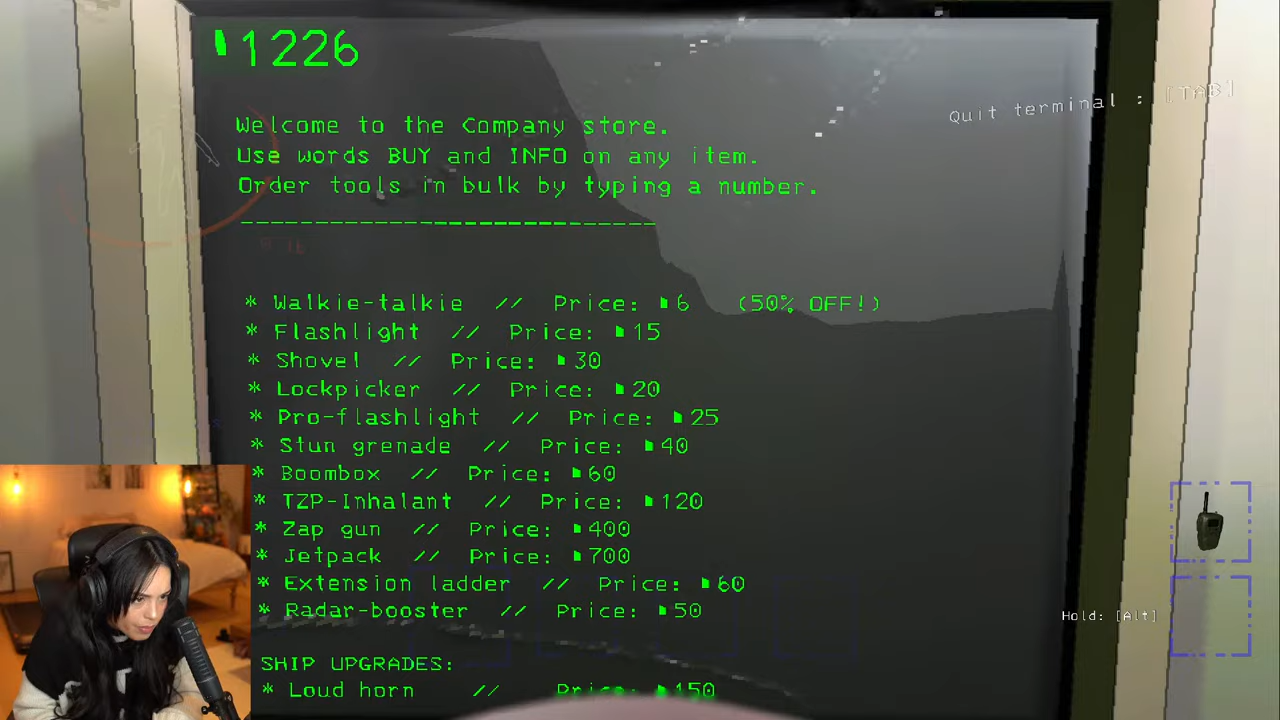 1226
Quit terminal : [TAB]
Welcome to the Company store.
Use words BUY and INFO on any item.
Order tools in bulk by typing a number.
----------------------------
* Walkie-talkie // Price: 6 (50% OFF!)
* Flashlight // Price: 15
* Shovel // Price: 30
* Lockpicker // Price: 20
* Pro-flashlight // Price: 25
* Stun grenade // Price: 40
* Boombox // Price: 60
* TZP-Inhalant // Price: 120
* Zap gun // Price: 400
* Jetpack // Price: 700
* Extension ladder // Price: 60
* Radar-booster // Price: 50
Hold: [Alt]
SHIP UPGRADES:
* Loud horn // Price: 150